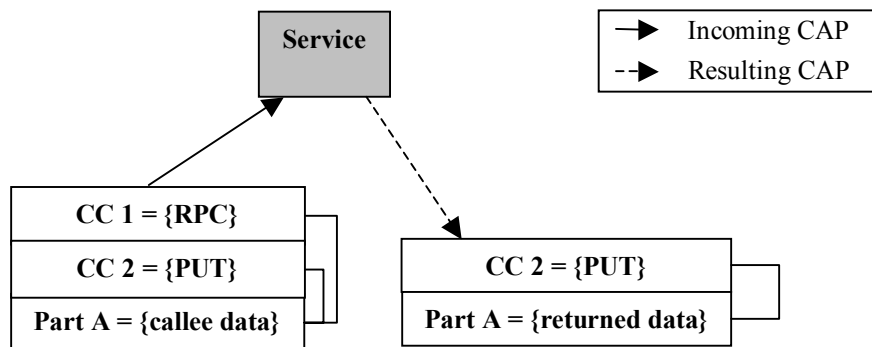 Service
Incoming CAP
Resulting CAP
CC 1 = {RPC}
CC 2 = {PUT}
Part A = {callee data}
CC 2 = {PUT}
Part A = {returned data}